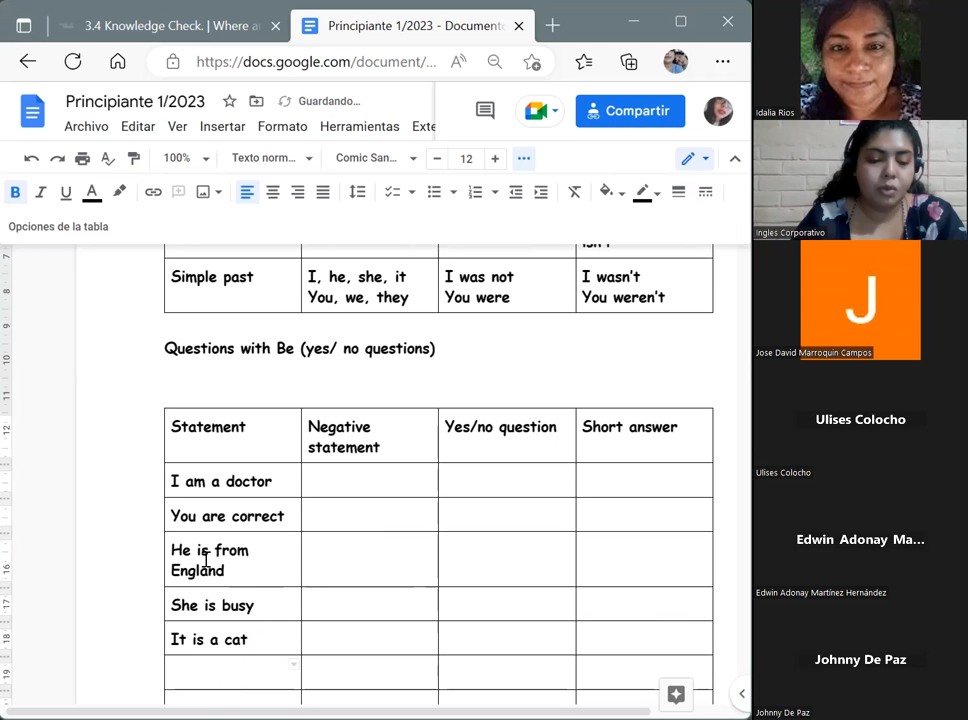 3.4 Knowledge Check. | Where a
Principiante 1/2023 - Documento
https://docs.google.com/document/...
Principiante 1/2023
Guardando...
Archivo Editar Ver Insertar Formato Herramientas Exte
Compartir
100% Texto norm... Comic San... 12
Opciones de la tabla
Simple past
I, he, she, it
You, we, they
I was not
You were
I wasn't
You weren't
Questions with Be (yes/ no questions)
Statement
Negative
statement
Yes/no question
Short answer
I am a doctor
You are correct
He is from
England
She is busy
It is a cat
Idalia Rios
Ingles Corporativo
J
Jose David Marroquin Campos
Ulises Colocho
Ulises Colocho
Edwin Adonay Ma...
Edwin Adonay Martínez Hernández
Johnny De Paz
Johnny De Paz